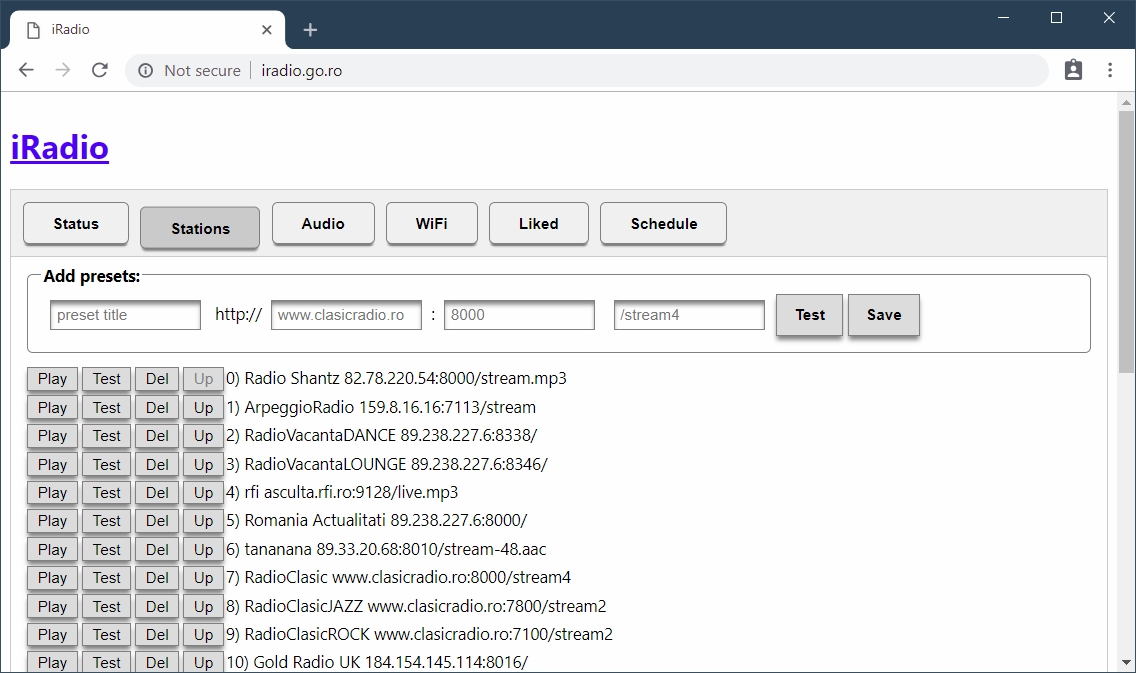 iRadio
Not secure iradio.go.ro
iRadio
Status Stations Audio WiFi Liked Schedule
Add presets:
preset title http:// www.clasicradio.ro : 8000 /stream4 Test Save
Play Test Del Up 0) Radio Shantz 82.78.220.54:8000/stream.mp3
Play Test Del Up 1) ArpeggioRadio 159.8.16.16:7113/stream
Play Test Del Up 2) RadioVacantaDANCE 89.238.227.6:8338/
Play Test Del Up 3) RadioVacantaLOUNGE 89.238.227.6:8346/
Play Test Del Up 4) rfi asculta.rfi.ro:9128/live.mp3
Play Test Del Up 5) Romania Actualitati 89.238.227.6:8000/
Play Test Del Up 6) tananana 89.33.20.68:8010/stream-48.aac
Play Test Del Up 7) RadioClasic www.clasicradio.ro:8000/stream4
Play Test Del Up 8) RadioClasicJAZZ www.clasicradio.ro:7800/stream2
Play Test Del Up 9) RadioClasicROCK www.clasicradio.ro:7100/stream2
Play Test Del Up 10) Gold Radio UK 184.154.145.114:8016/